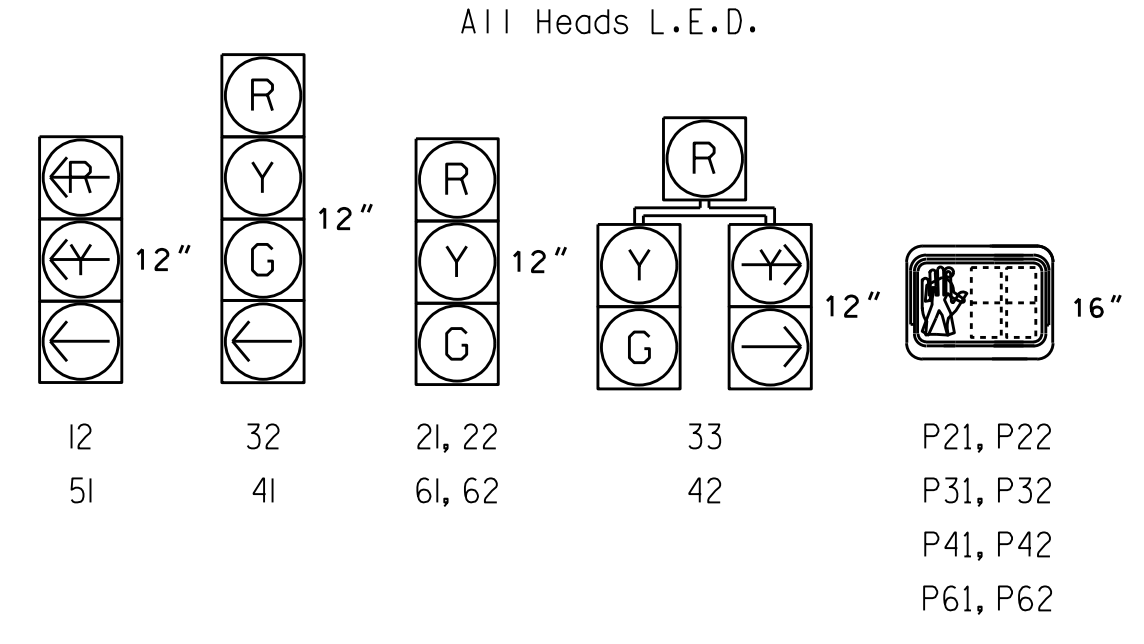 All Heads L.E.D.
R
Y
12"
R
Y
G
12"
R
Y
G
12"
R
Y Y
G
12"
16"
12 32 21, 22 33 P21, P22
51 41 61, 62 42 P31, P32
P41, P42
P61, P62